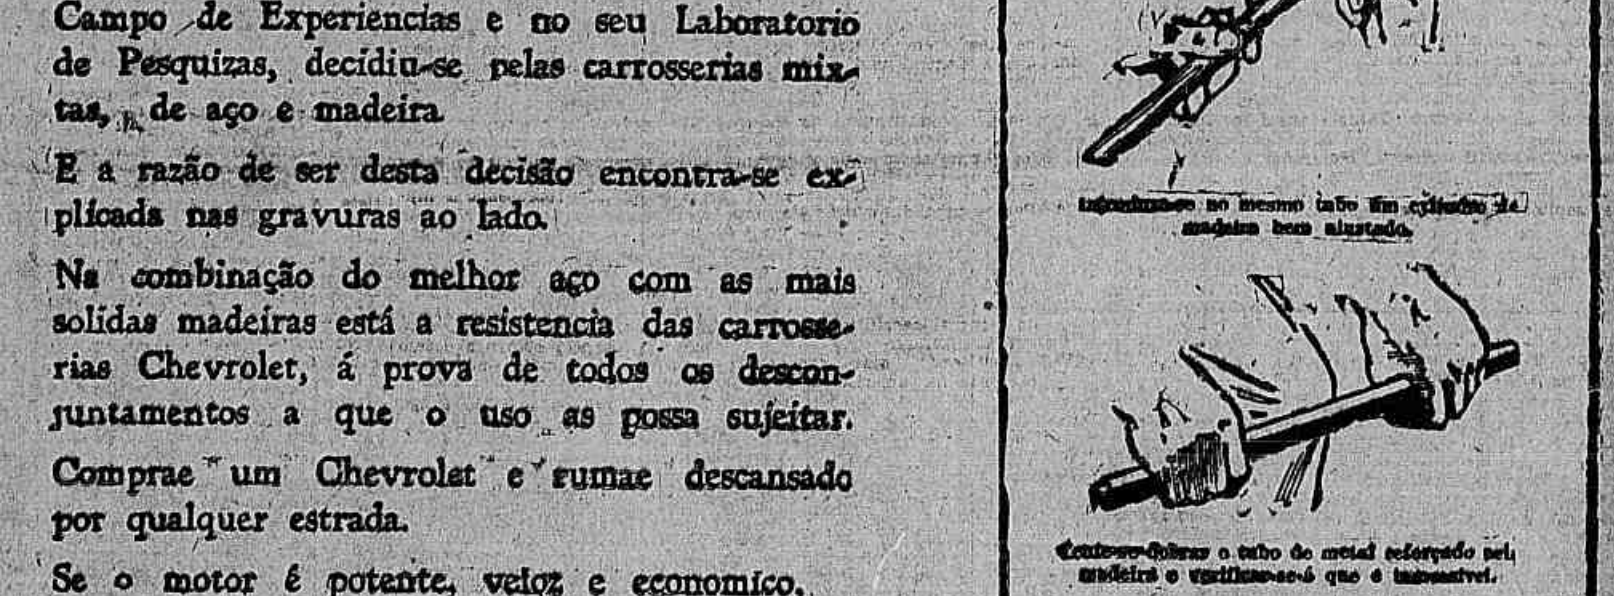 Campo de Experiencias e no seu Laboratorio
de Pesquizas, decidiu-se pelas carrosserias mix-
tas, de aço e madeira
E a razão de ser desta decisão encontra-se ex-
plicada nas gravuras ao lado.
Na combinação do melhor aço com as mais
solidas madeiras está a resistencia das carrosse-
rias Chevrolet, á prova de todos os descon-
juntamentos a que o uso as possa sujeitar.
Comprae um Chevrolet e rumae descansado
por qualquer estrada.
Se o motor é potente, veloz e economico,
no mesmo tubo um cylindro de
madeira bem ajustado.
o tubo de metal reforçado pela
madeira e verificar-se-á que é impossivel.